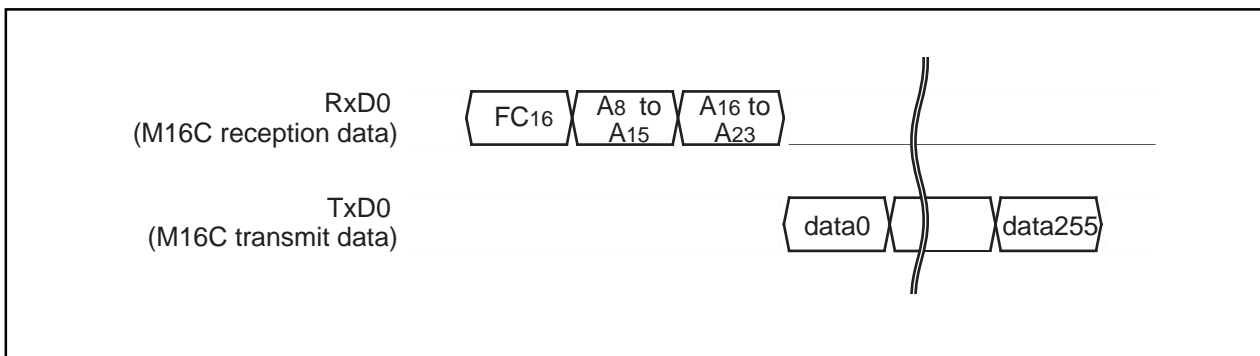 RxD0
(M16C reception data)
FC16
A8 to
A15
A16 to
A23
TxD0
(M16C transmit data)
data0
data255